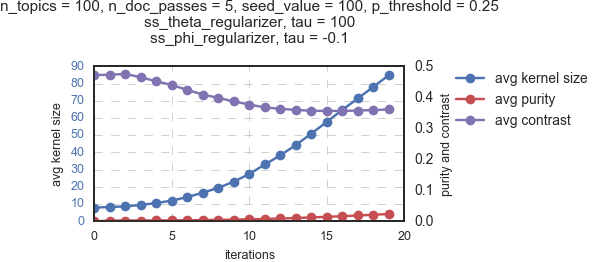 n_topics = 100, n_doc_passes = 5, seed_value = 100, p_threshold = 0.25
ss_theta_regularizer, tau = 100
ss_phi_regularizer, tau = -0.1
90
80
70
60
50
40
30
20
10
0
avg kernel size
0
5
10
15
20
iterations
0.5
0.4
0.3
0.2
0.1
0.0
purity and contrast
avg kernel size
avg purity
avg contrast